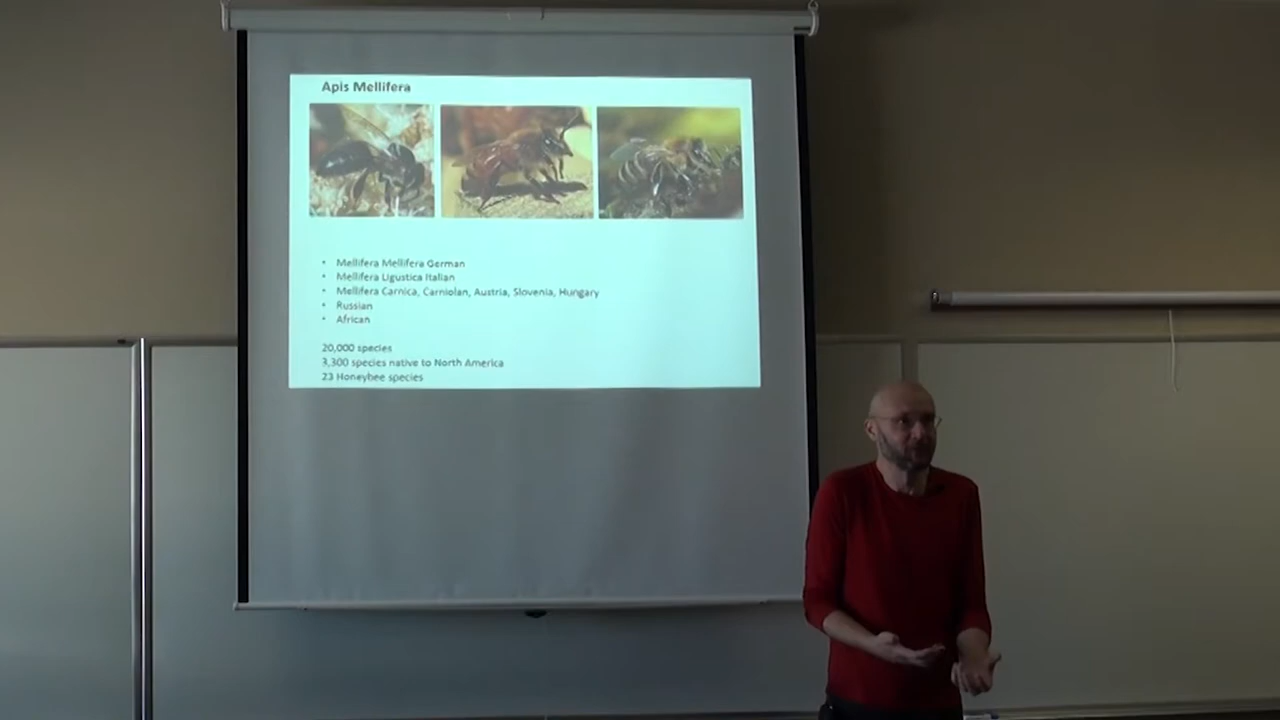 Apis Mellifera
• Mellifera Mellifera German
• Mellifera Ligustica Italian
• Mellifera Carnica, Carniolan, Austria, Slovenia, Hungary
• Russian
• African
20,000 species
3,300 species native to North America
23 Honeybee species